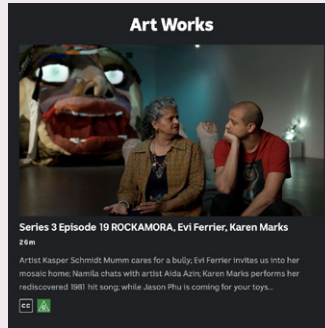 Art Works
Series 3 Episode 19 ROCKAMORA, Evi Ferrier, Karen Marks
26m
Artist Kasper Schmidt Mumm cares for a bully; Evi Ferrier invites us into her
mosaic home; Namila chats with artist Aida Azin; Karen Marks performs her
rediscovered 1981 hit song; while Jason Phu is coming for your toys...
CC